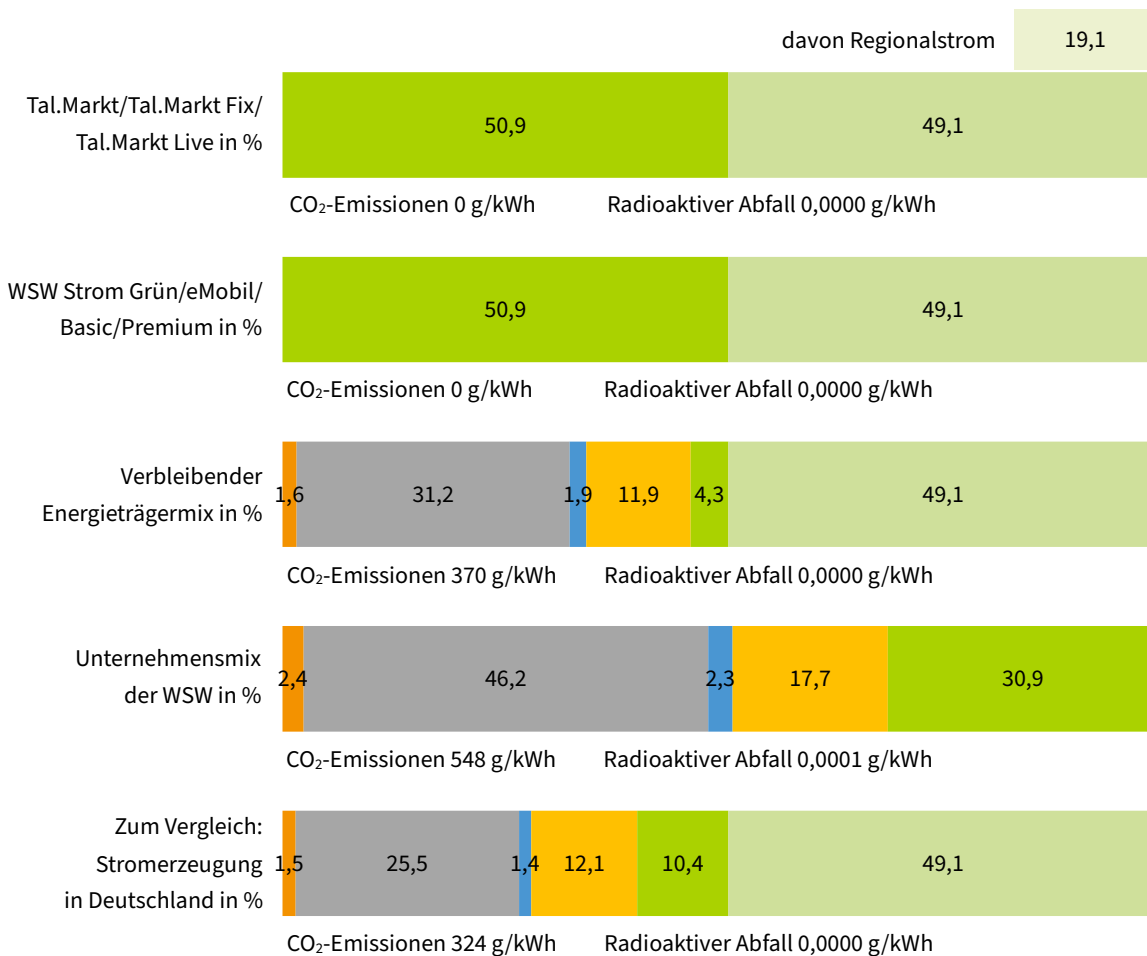 davon Regionalstrom 19,1
Tal.Markt/Tal.Markt Fix/
Tal.Markt Live in %
50,9 49,1
CO₂-Emissionen 0 g/kWh Radioaktiver Abfall 0,0000 g/kWh
WSW Strom Grün/eMobil/
Basic/Premium in %
50,9 49,1
CO₂-Emissionen 0 g/kWh Radioaktiver Abfall 0,0000 g/kWh
Verbleibender
Energieträgermix in %
1,6 31,2 1,9 11,9 4,3 49,1
CO₂-Emissionen 370 g/kWh Radioaktiver Abfall 0,0000 g/kWh
Unternehmensmix
der WSW in %
2,4 46,2 2,3 17,7 30,9
CO₂-Emissionen 548 g/kWh Radioaktiver Abfall 0,0001 g/kWh
Zum Vergleich:
Stromerzeugung
in Deutschland in %
1,5 25,5 1,4 12,1 10,4 49,1
CO₂-Emissionen 324 g/kWh Radioaktiver Abfall 0,0000 g/kWh